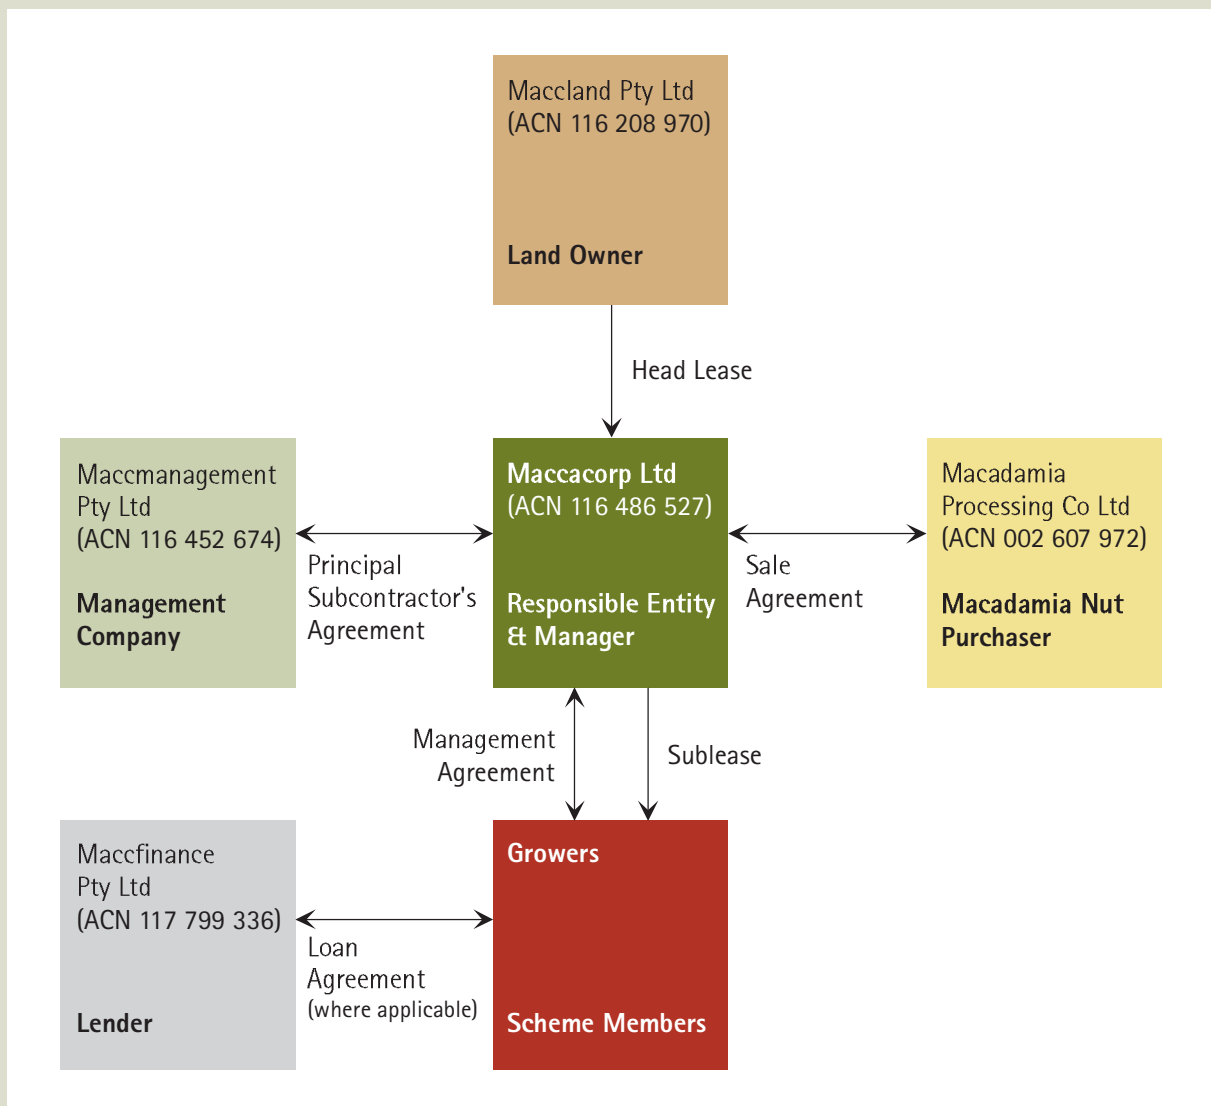 Maccland Pty Ltd
(ACN 116 208 970)
Land Owner
Head Lease
Maccmanagement
Pty Ltd
(ACN 116 452 674)
Management
Company
Principal
Subcontractor's
Agreement
Maccacorp Ltd
(ACN 116 486 527)
Responsible Entity
& Manager
Sale
Agreement
Macadamia
Processing Co Ltd
(ACN 002 607 972)
Macadamia Nut
Purchaser
Management
Agreement
Sublease
Maccfinance
Pty Ltd
(ACN 117 799 336)
Lender
Loan
Agreement
(where applicable)
Growers
Scheme Members